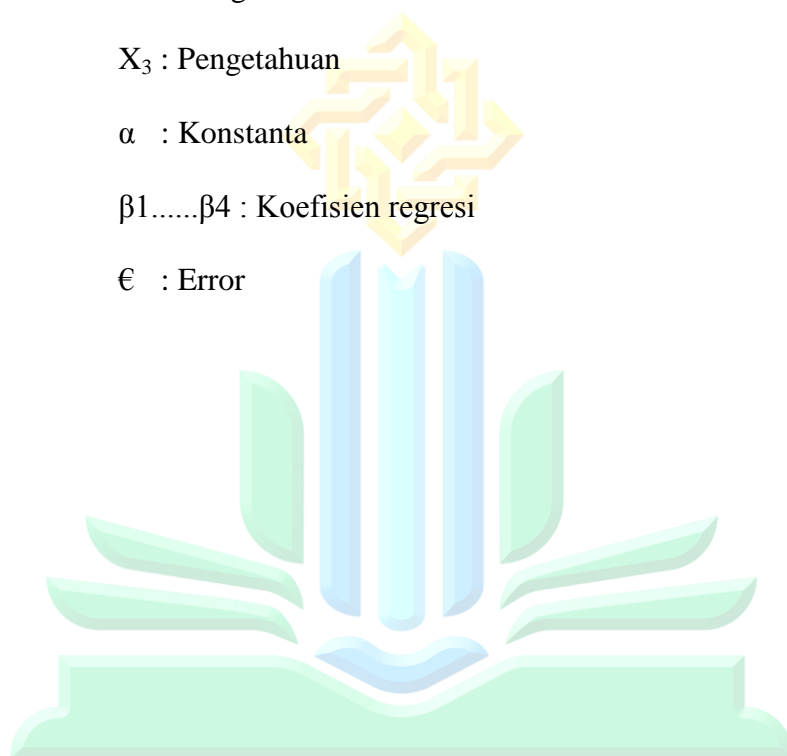 X₃ : Pengetahuan
α : Konstanta
β1......β4 : Koefisien regresi
€ : Error